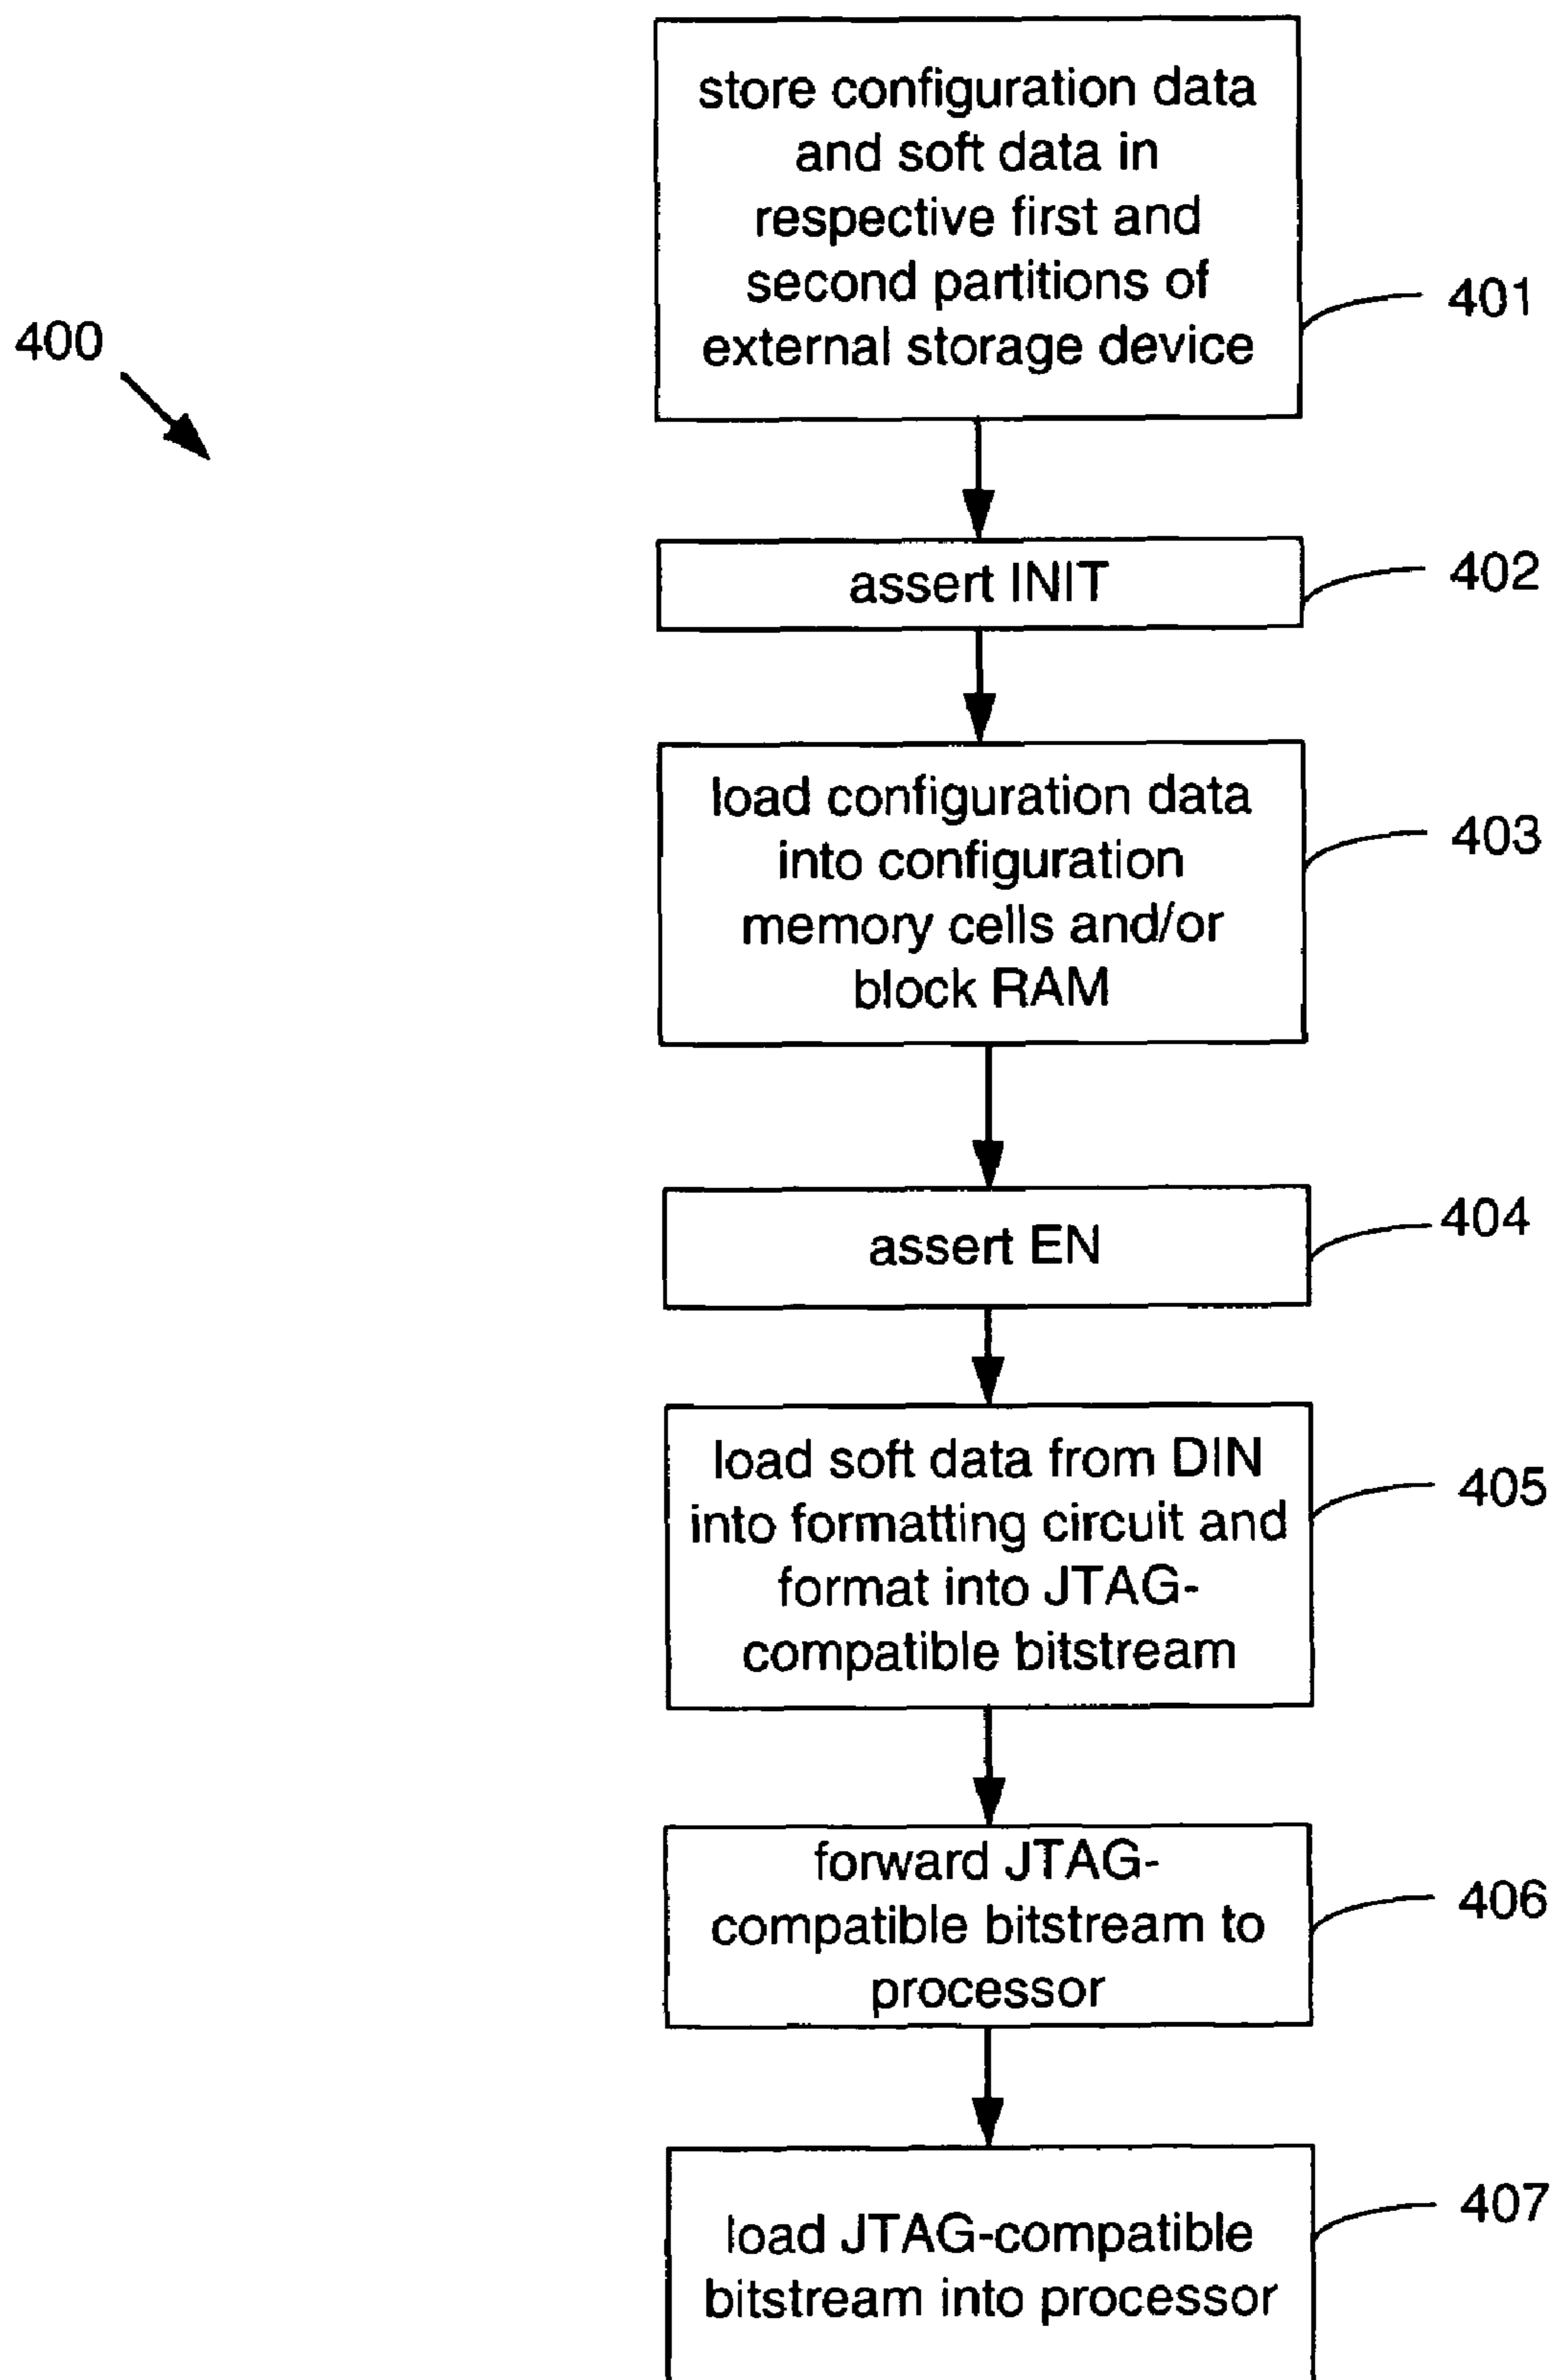 store configuration data
and soft data in
respective first and
second partitions of
external storage device
401
400
assert INIT
402
load configuration data
into configuration
memory cells and/or
block RAM
403
assert EN
404
load soft data from DIN
into formatting circuit and
format into JTAG-
compatible bitstream
405
forward JTAG-
compatible bitstream to
processor
406
load JTAG-compatible
bitstream into processor
407